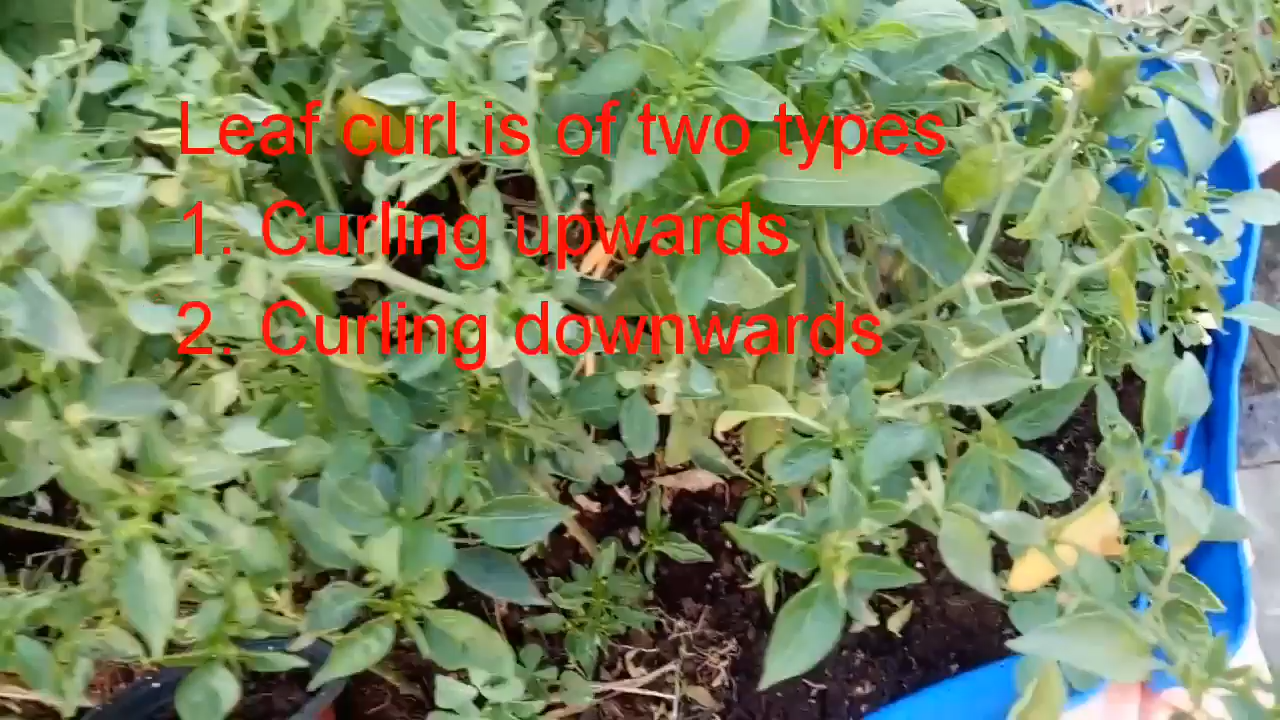 Leaf curl is of two types
1. Curling upwards
2. Curling downwards